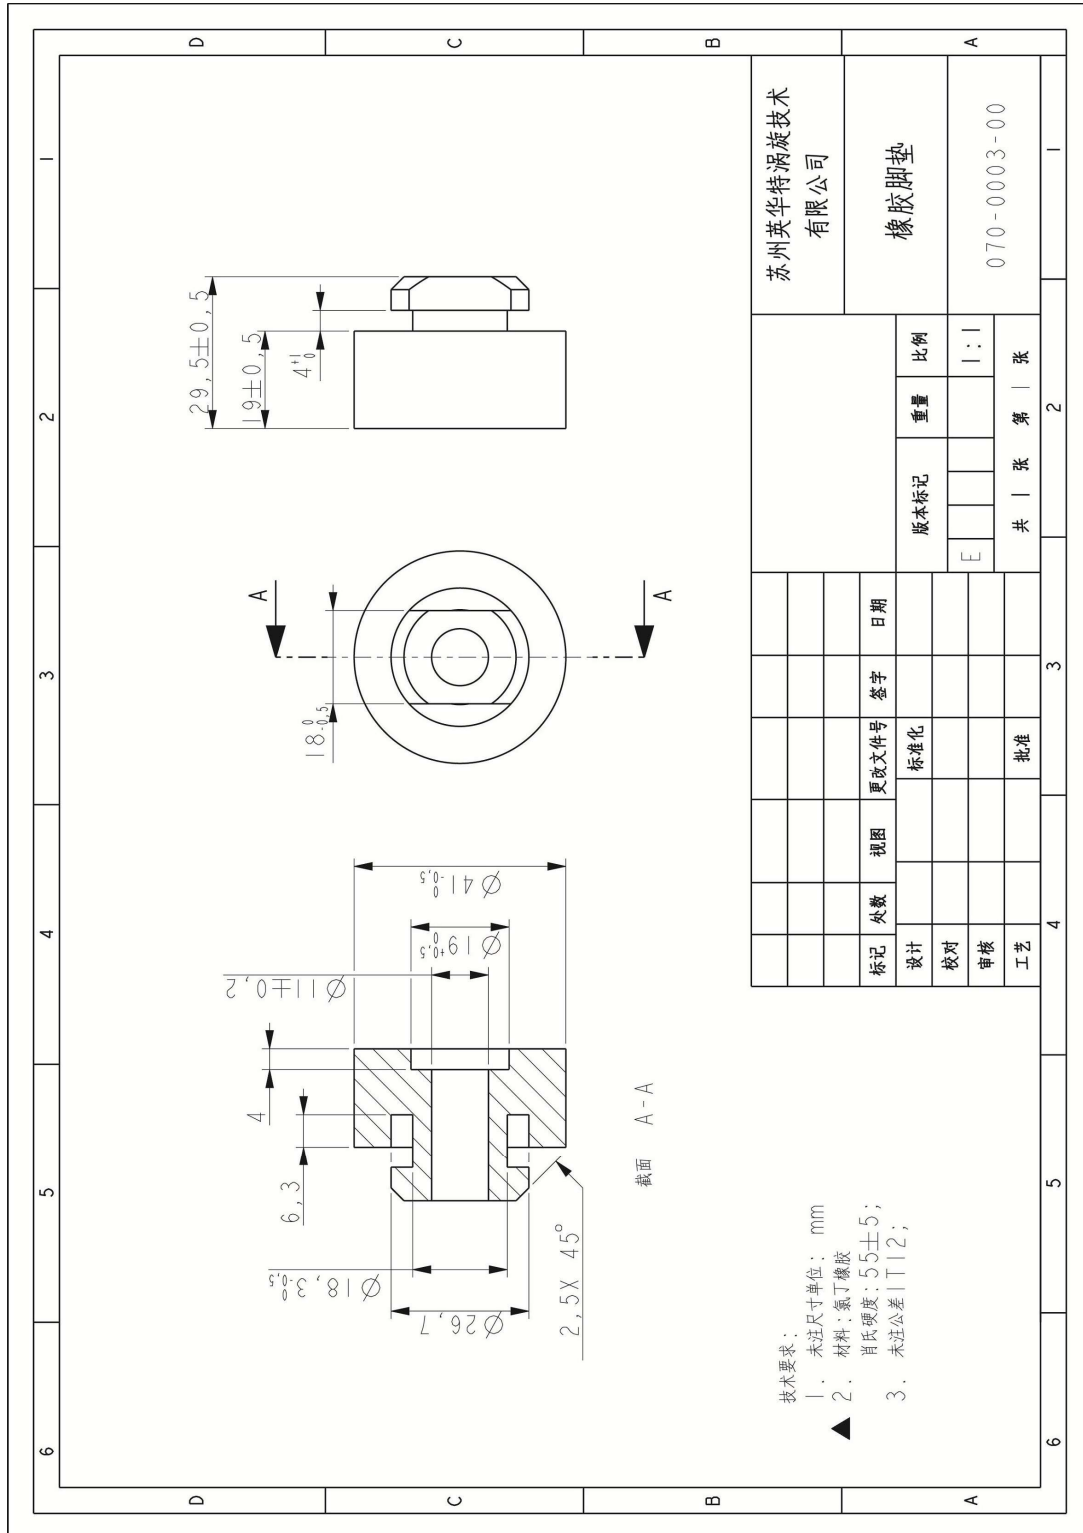 6
5
4
3
2
1
D
C
B
A
29,5±0,5
19±0,5
4 +1 0
18 0 -0,5
A
A
Ø41 0 -0,5
Ø19 +0,5 0
Ø11±0,2
4
6,3
Ø18,3 0 -0,5
Ø26,7
2,5X 45°
截面 A-A
技术要求:
1. 未注尺寸单位: mm
2. 材料:氯丁橡胶
肖氏硬度:55±5;
3. 未注公差IT12;
标记 处数 视图 更改文件号 签字 日期
设计 标准化
校对
审核
工艺 批准
版本标记 重量 比例
E 1:1
共 1 张 第 1 张
苏州英华特涡旋技术
有限公司
橡胶脚垫
070-0003-00
D
C
B
A
6
5
4
3
2
1